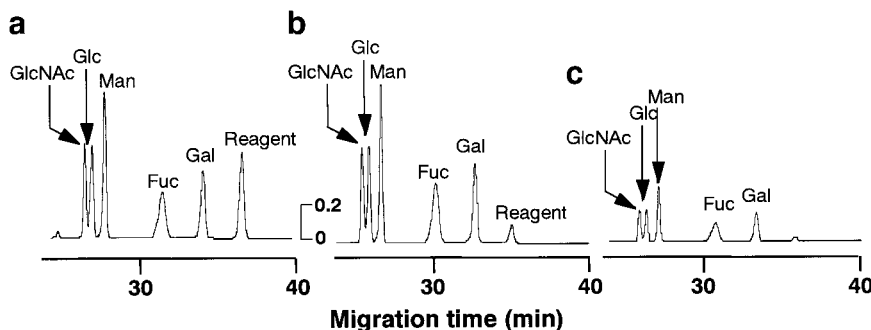 a
Glc
GlcNAc
Man
Fuc
Gal
Reagent
30
40
b
Glc
GlcNAc
Man
Fuc
Gal
Reagent
0.2
0
30
40
c
Man
Glc
GlcNAc
Fuc
Gal
30
40
Migration time (min)